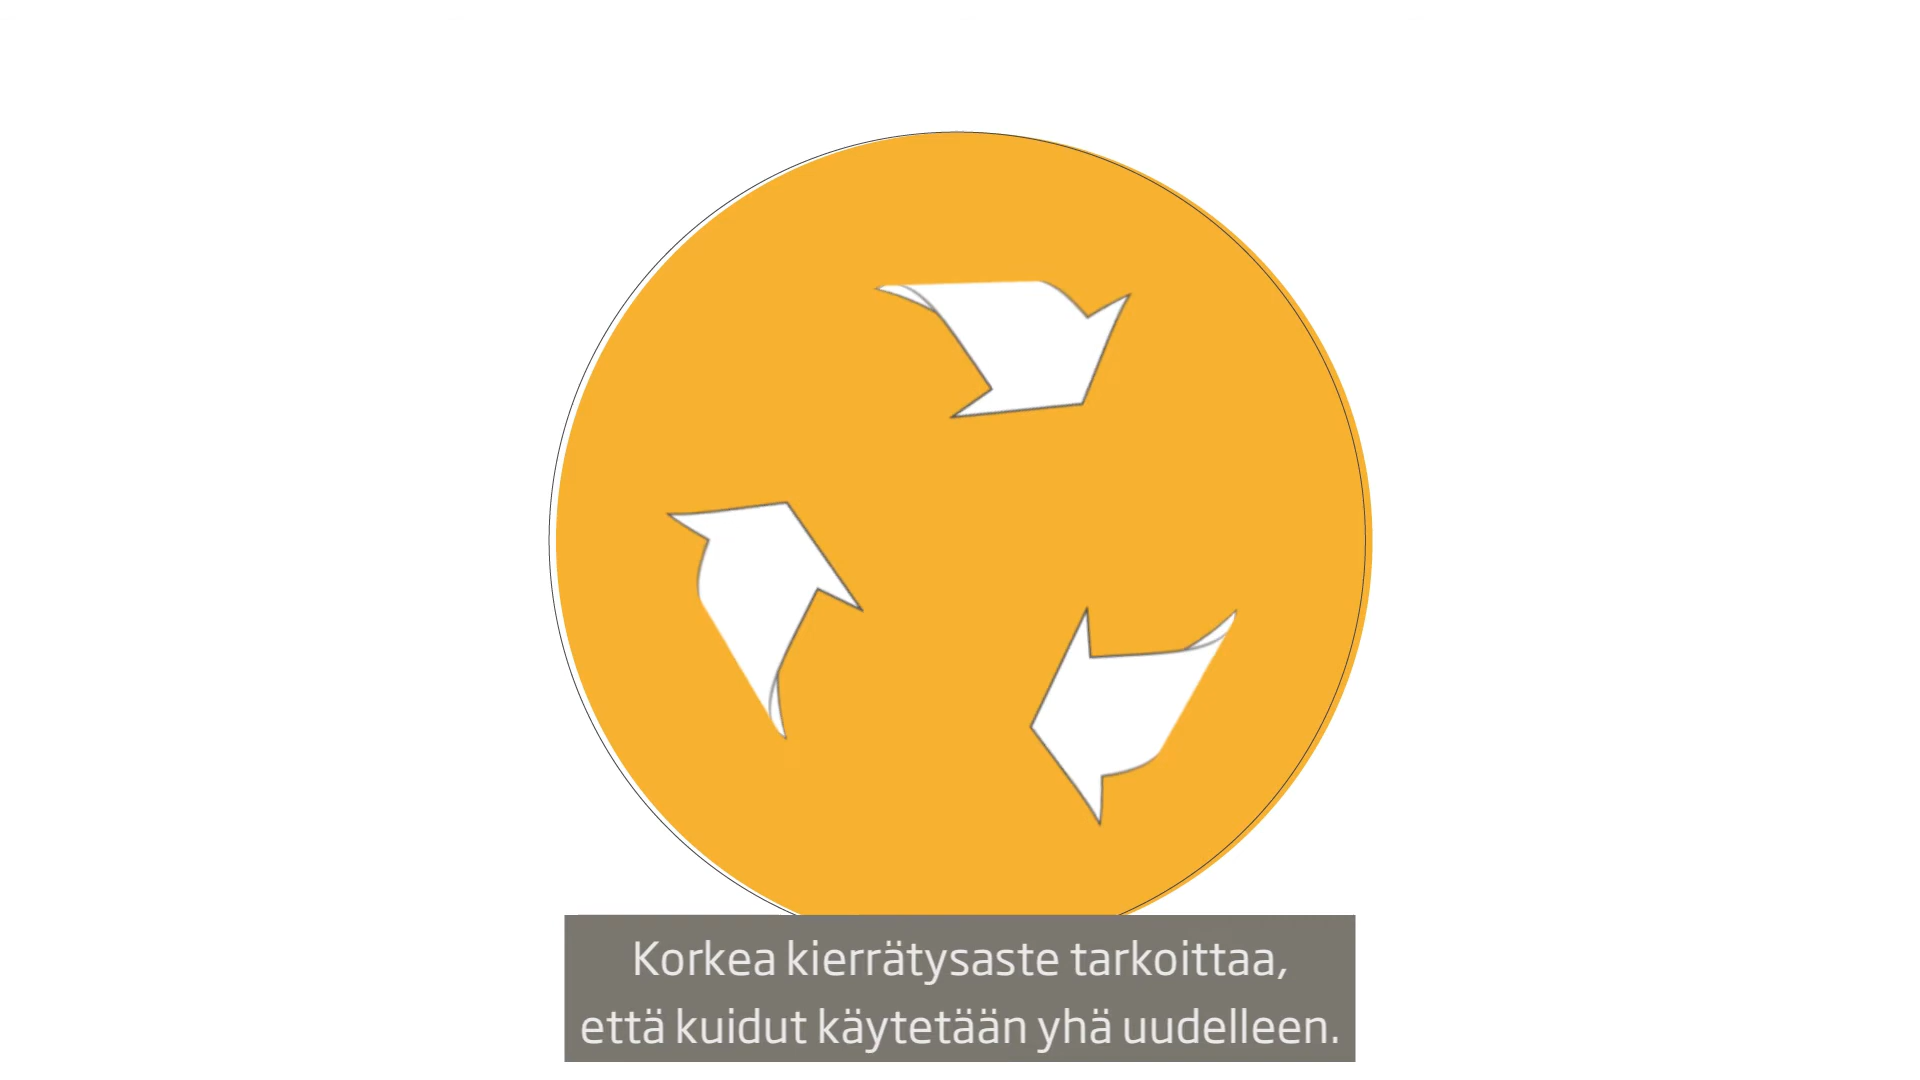 Korkea kierrätysaste tarkoittaa,
että kuidut käytetään yhä uudelleen.